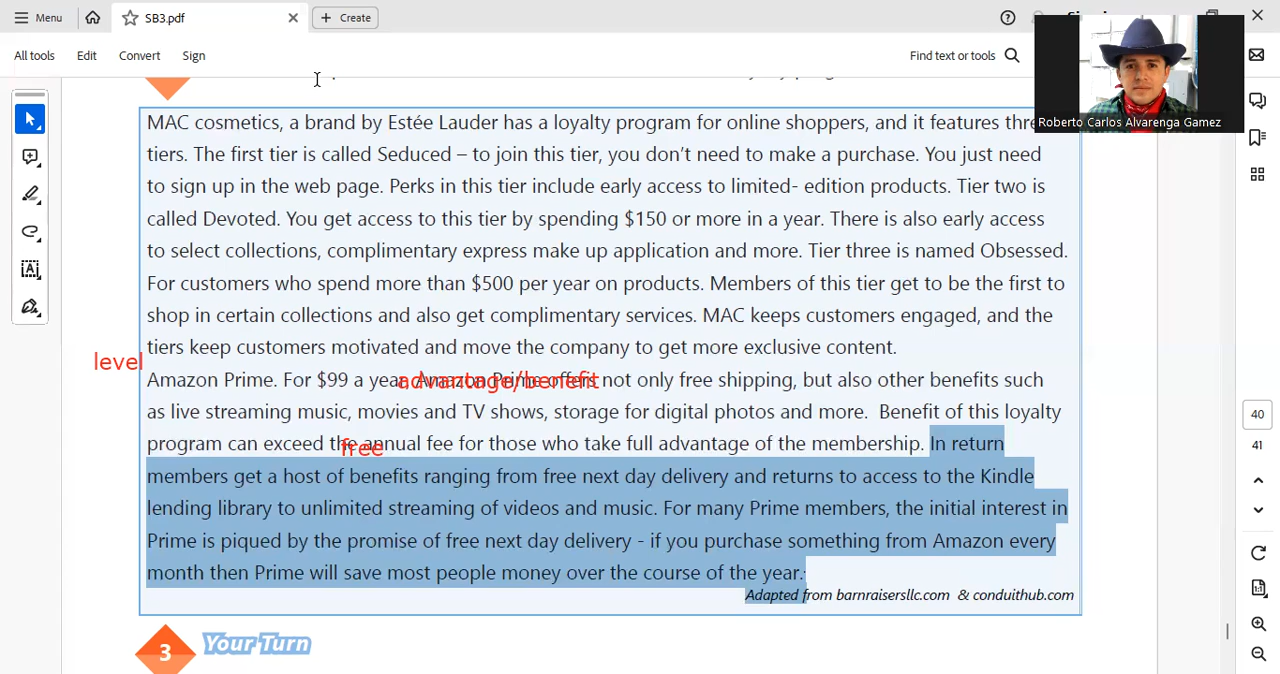 Menu
SB3.pdf
Create
All tools
Edit
Convert
Sign
Find text or tools
Roberto Carlos Alvarenga Gamez
MAC cosmetics, a brand by Estée Lauder has a loyalty program for online shoppers, and it features
tiers. The first tier is called Seduced – to join this tier, you don't need to make a purchase. You just need
to sign up in the web page. Perks in this tier include early access to limited- edition products. Tier two is
called Devoted. You get access to this tier by spending $150 or more in a year. There is also early access
to select collections, complimentary express make up application and more. Tier three is named Obsessed.
For customers who spend more than $500 per year on products. Members of this tier get to be the first to
shop in certain collections and also get complimentary services. MAC keeps customers engaged, and the
tiers keep customers motivated and move the company to get more exclusive content.
level
Amazon Prime. For $99 a year, Amazon Prime offers not only free shipping, but also other benefits such
advantage/benefit
as live streaming music, movies and TV shows, storage for digital photos and more. Benefit of this loyalty
program can exceed the annual fee for those who take full advantage of the membership. In return
free
members get a host of benefits ranging from free next day delivery and returns to access to the Kindle
lending library to unlimited streaming of videos and music. For many Prime members, the initial interest in
Prime is piqued by the promise of free next day delivery - if you purchase something from Amazon every
month then Prime will save most people money over the course of the year.
Adapted from barnraisersllc.com & conduithub.com
3 Your Turn
40
41